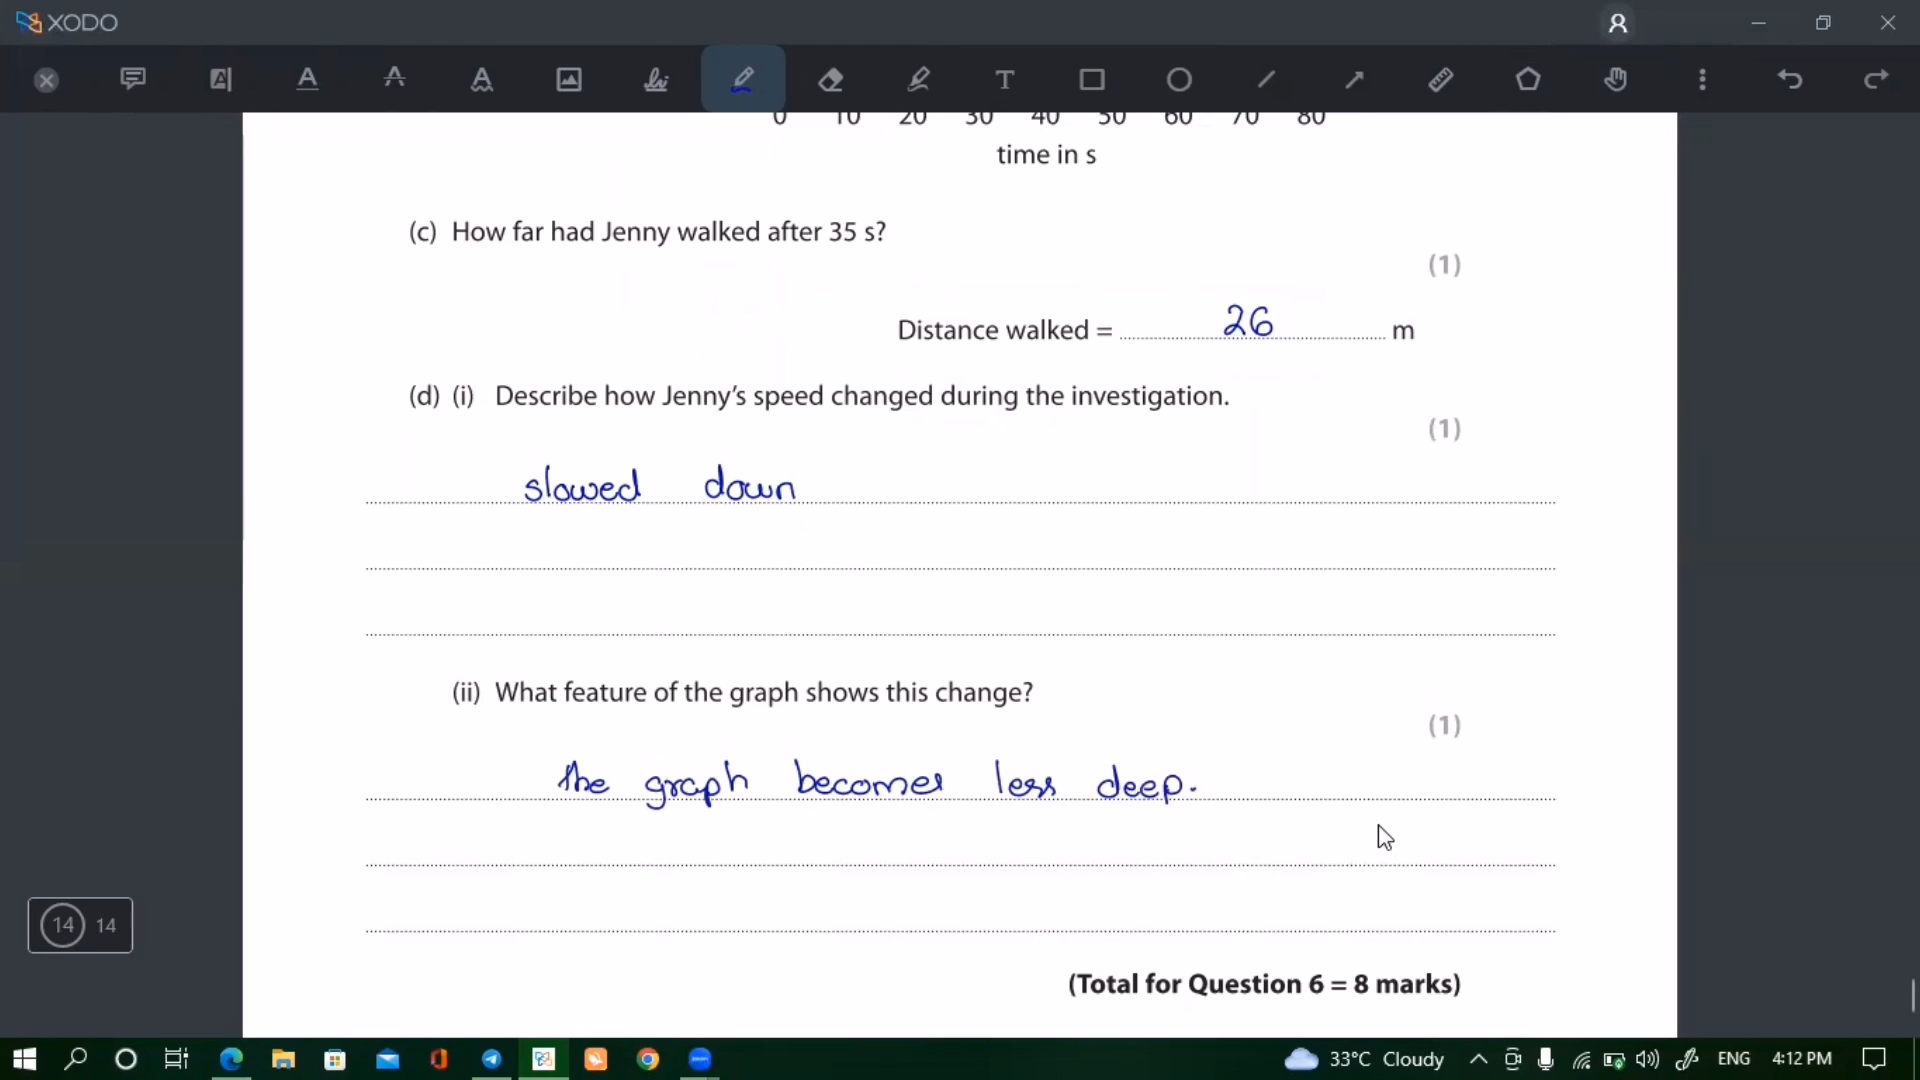 XODO
0 10 20 30 40 50 60 70 80
time in s
(c) How far had Jenny walked after 35 s?
(1)
Distance walked = 26 m
(d) (i) Describe how Jenny's speed changed during the investigation.
(1)
slowed down
(ii) What feature of the graph shows this change?
(1)
the graph becomes less deep.
14 14
(Total for Question 6 = 8 marks)
33°C Cloudy ENG 4:12 PM